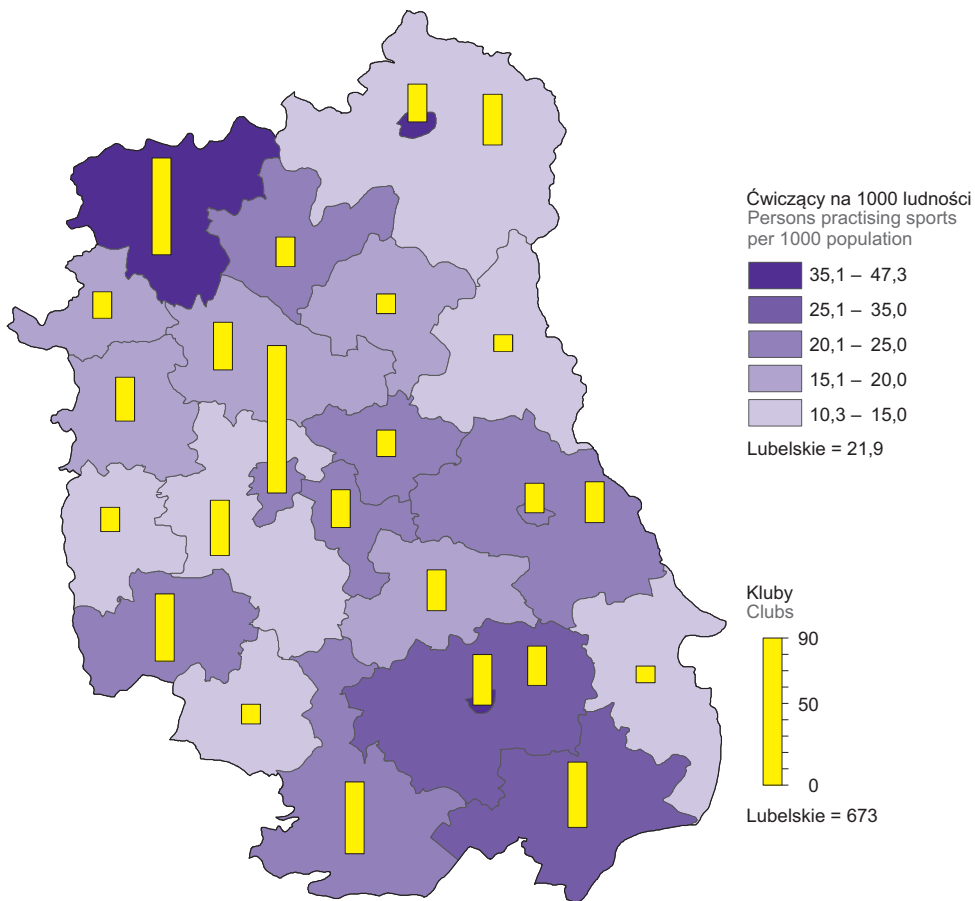 Ćwiczący na 1000 ludności
Persons practising sports
per 1000 population
35,1 – 47,3
25,1 – 35,0
20,1 – 25,0
15,1 – 20,0
10,3 – 15,0
Lubelskie = 21,9
Kluby
Clubs
90
50
0
Lubelskie = 673